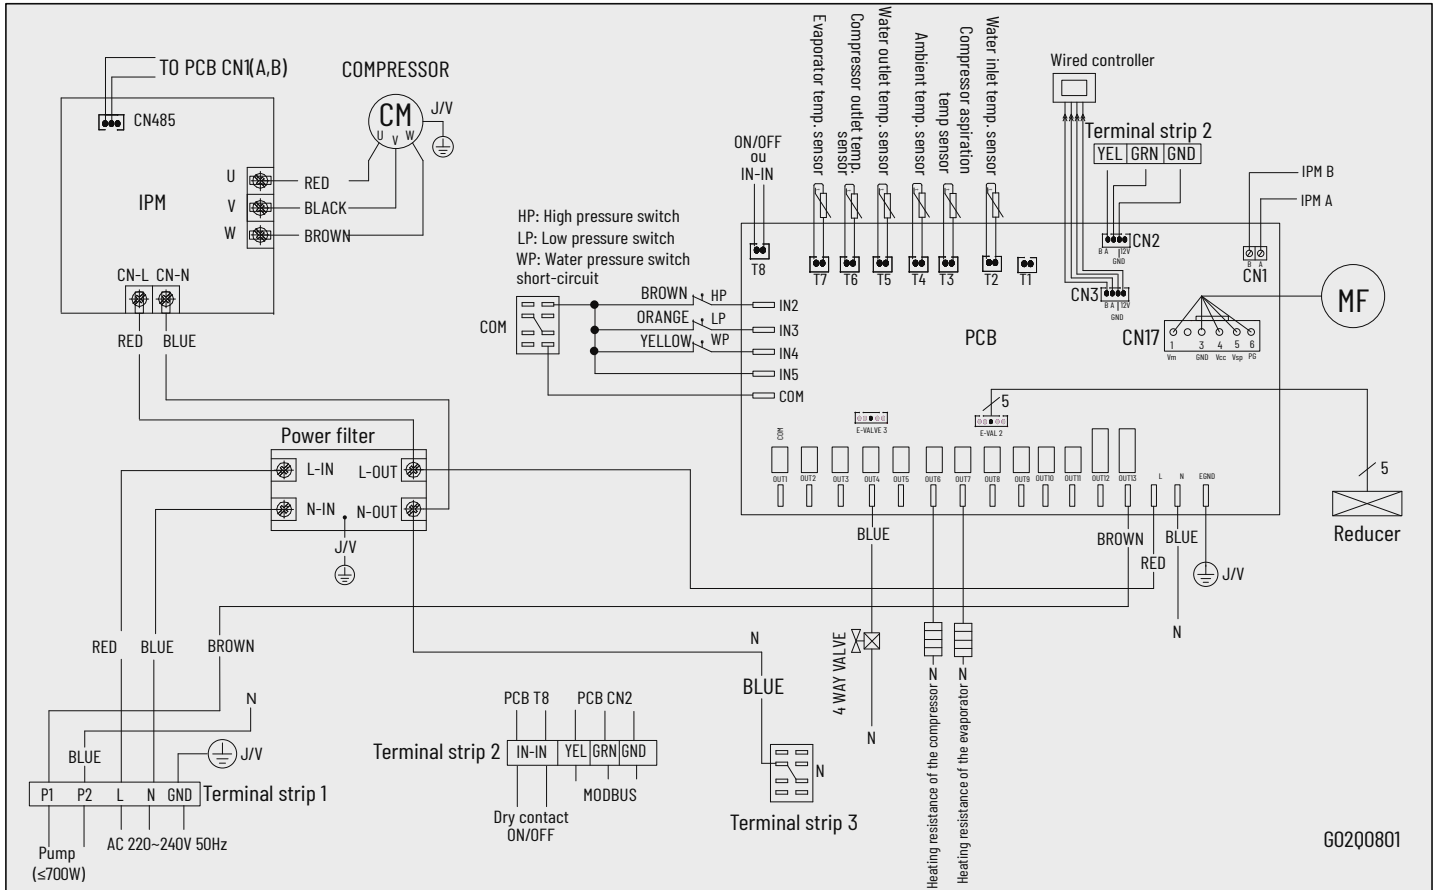 TO PCB CN1(A,B)
CN485
COMPRESSOR
CM
U V W
J/V
IPM
U
V
W
RED
BLACK
BROWN
CN-L CN-N
RED BLUE
ON/OFF
ou
IN-IN
Evaporator temp. sensor
Compressor outlet temp.
sensor
Water outlet temp. sensor
Ambient temp. sensor
Compressor aspiration
temp sensor
Water inlet temp. sensor
Wired controller
Terminal strip 2
YEL GRN GND
IPM B
IPM A
HP: High pressure switch
LP: Low pressure switch
WP: Water pressure switch
short-circuit
T8
T7
T6
T5
T4
T3
T2
T1
CN2
B A 12V
GND
CN3
B A 12V
GND
B A
CN1
MF
COM
BROWN HP
ORANGE LP
YELLOW WP
IN2
IN3
IN4
IN5
COM
PCB
CN17
1 3 4 5 6
Vm GND Vcc Vsp PG
E-VALVE 3
E-VAL 2
5
5
Reducer
COM
OUT1 OUT2 OUT3 OUT4 OUT5 OUT6 OUT7 OUT8 OUT9 OUT10 OUT11 OUT12 OUT13 L N EGND
BLUE
BROWN
RED
BLUE
J/V
N
Power filter
L-IN L-OUT
N-IN N-OUT
J/V
RED BLUE BROWN
N
BLUE
J/V
P1 P2 L N GND
Terminal strip 1
Pump
(≤700W)
AC 220~240V 50Hz
PCB T8 PCB CN2
Terminal strip 2
IN-IN YEL GRN GND
Dry contact
ON/OFF
MODBUS
N
BLUE
N
Terminal strip 3
4 WAY VALVE
N
N
Heating resistance of the compressor
N
Heating resistance of the evaporator
G02Q0801